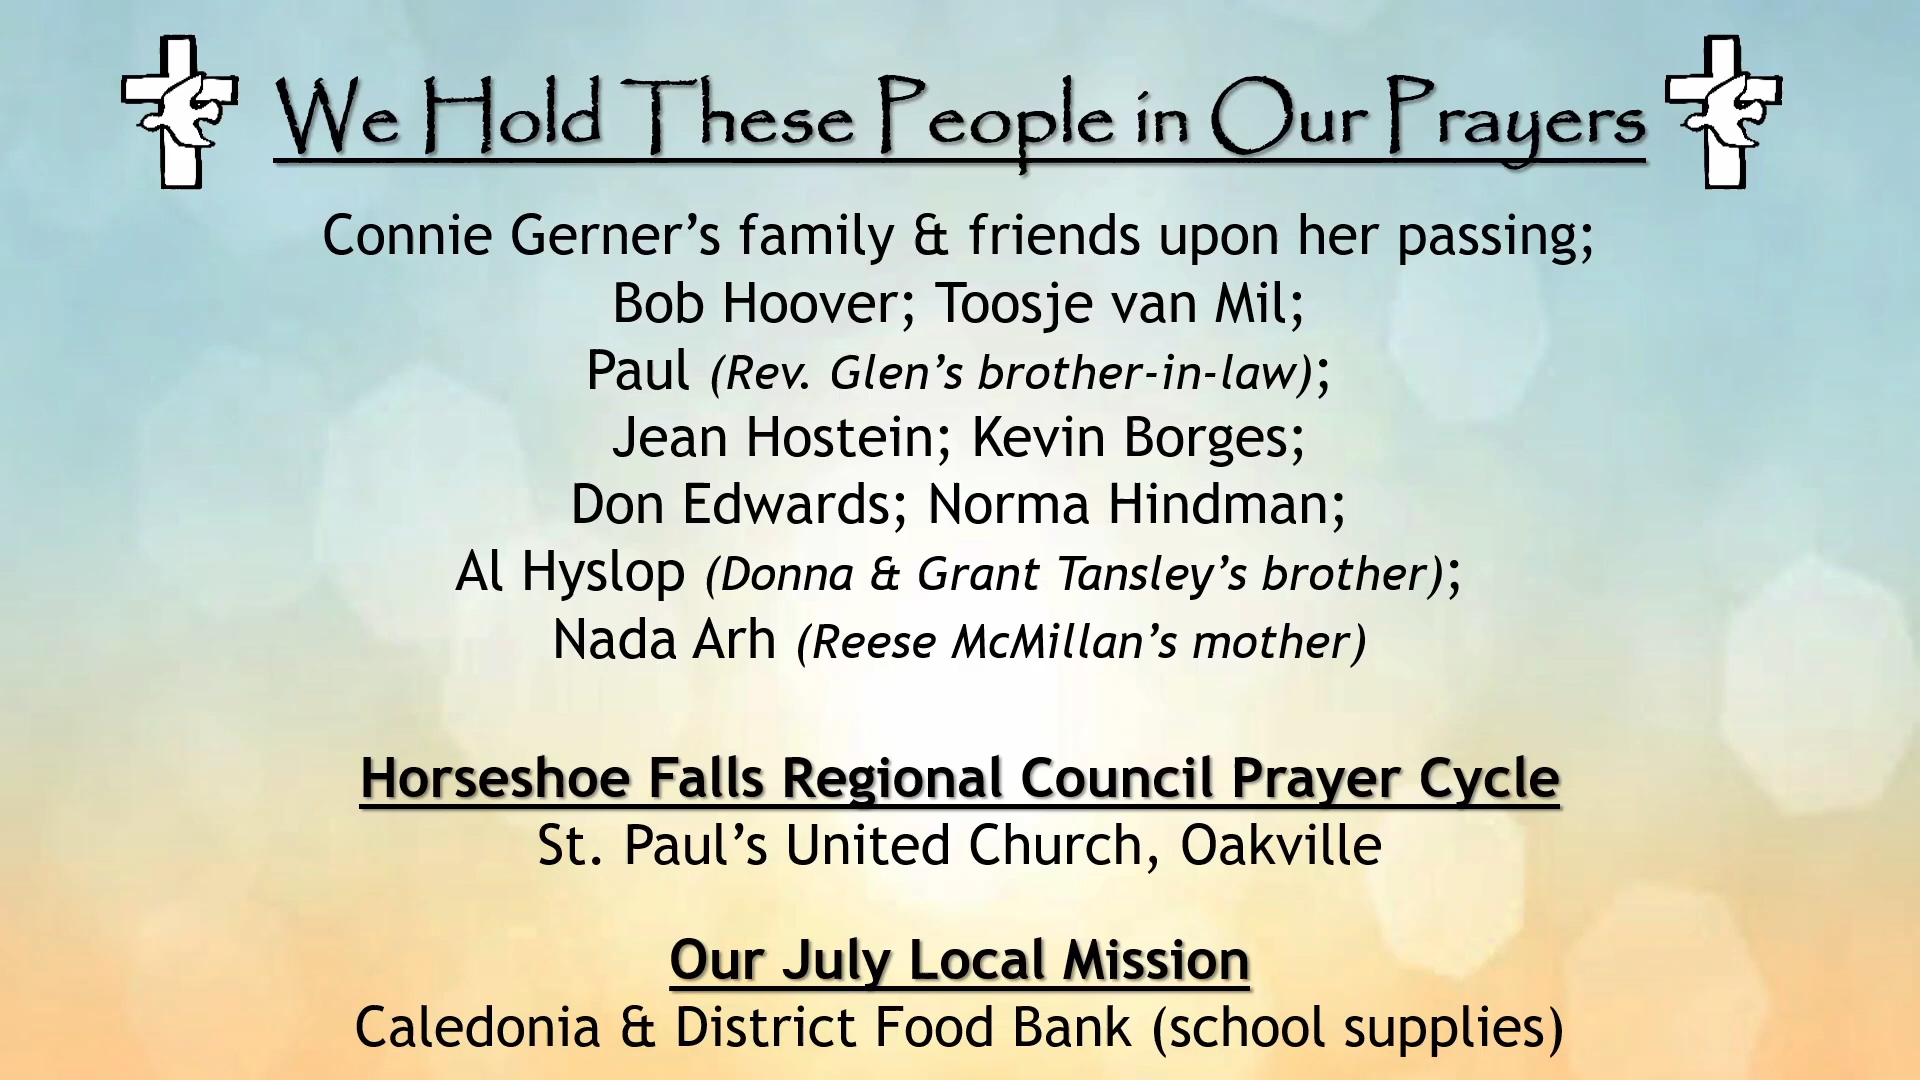 We Hold These People in Our Prayers
Connie Gerner’s family & friends upon her passing;
Bob Hoover; Toosje van Mil;
Paul (Rev. Glen’s brother-in-law);
Jean Hostein; Kevin Borges;
Don Edwards; Norma Hindman;
Al Hyslop (Donna & Grant Tansley’s brother);
Nada Arh (Reese McMillan’s mother)
Horseshoe Falls Regional Council Prayer Cycle
St. Paul’s United Church, Oakville
Our July Local Mission
Caledonia & District Food Bank (school supplies)